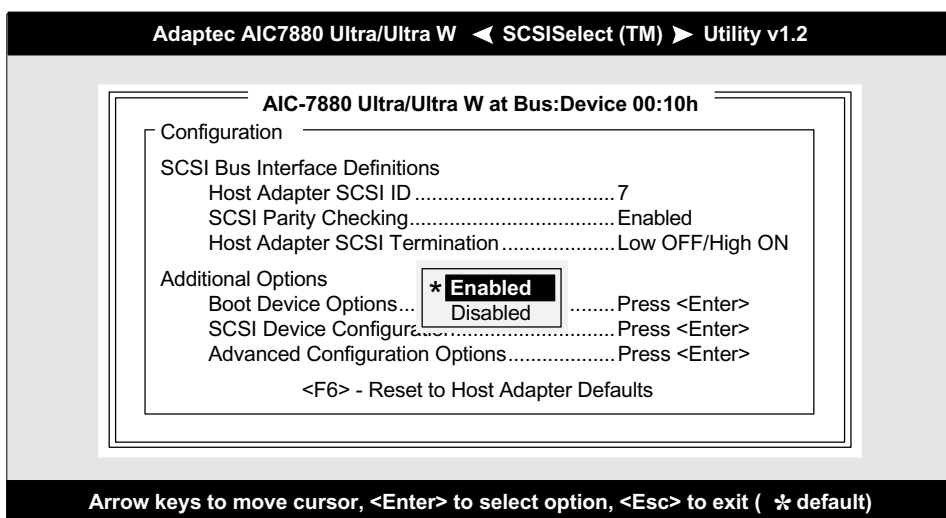 Adaptec AIC7880 Ultra/Ultra W ⮜ SCSISelect (TM) ⮞ Utility v1.2
AIC-7880 Ultra/Ultra W at Bus:Device 00:10h
Configuration
SCSI Bus Interface Definitions
Host Adapter SCSI ID.........................7
SCSI Parity Checking.........................Enabled
Host Adapter SCSI Termination..............Low OFF/High ON
Additional Options
* Enabled
Boot Device Options... .......Press <Enter>
Disabled
SCSI Device Configuration.....................Press <Enter>
Advanced Configuration Options..............Press <Enter>
<F6> - Reset to Host Adapter Defaults
Arrow keys to move cursor, <Enter> to select option, <Esc> to exit ( * default)